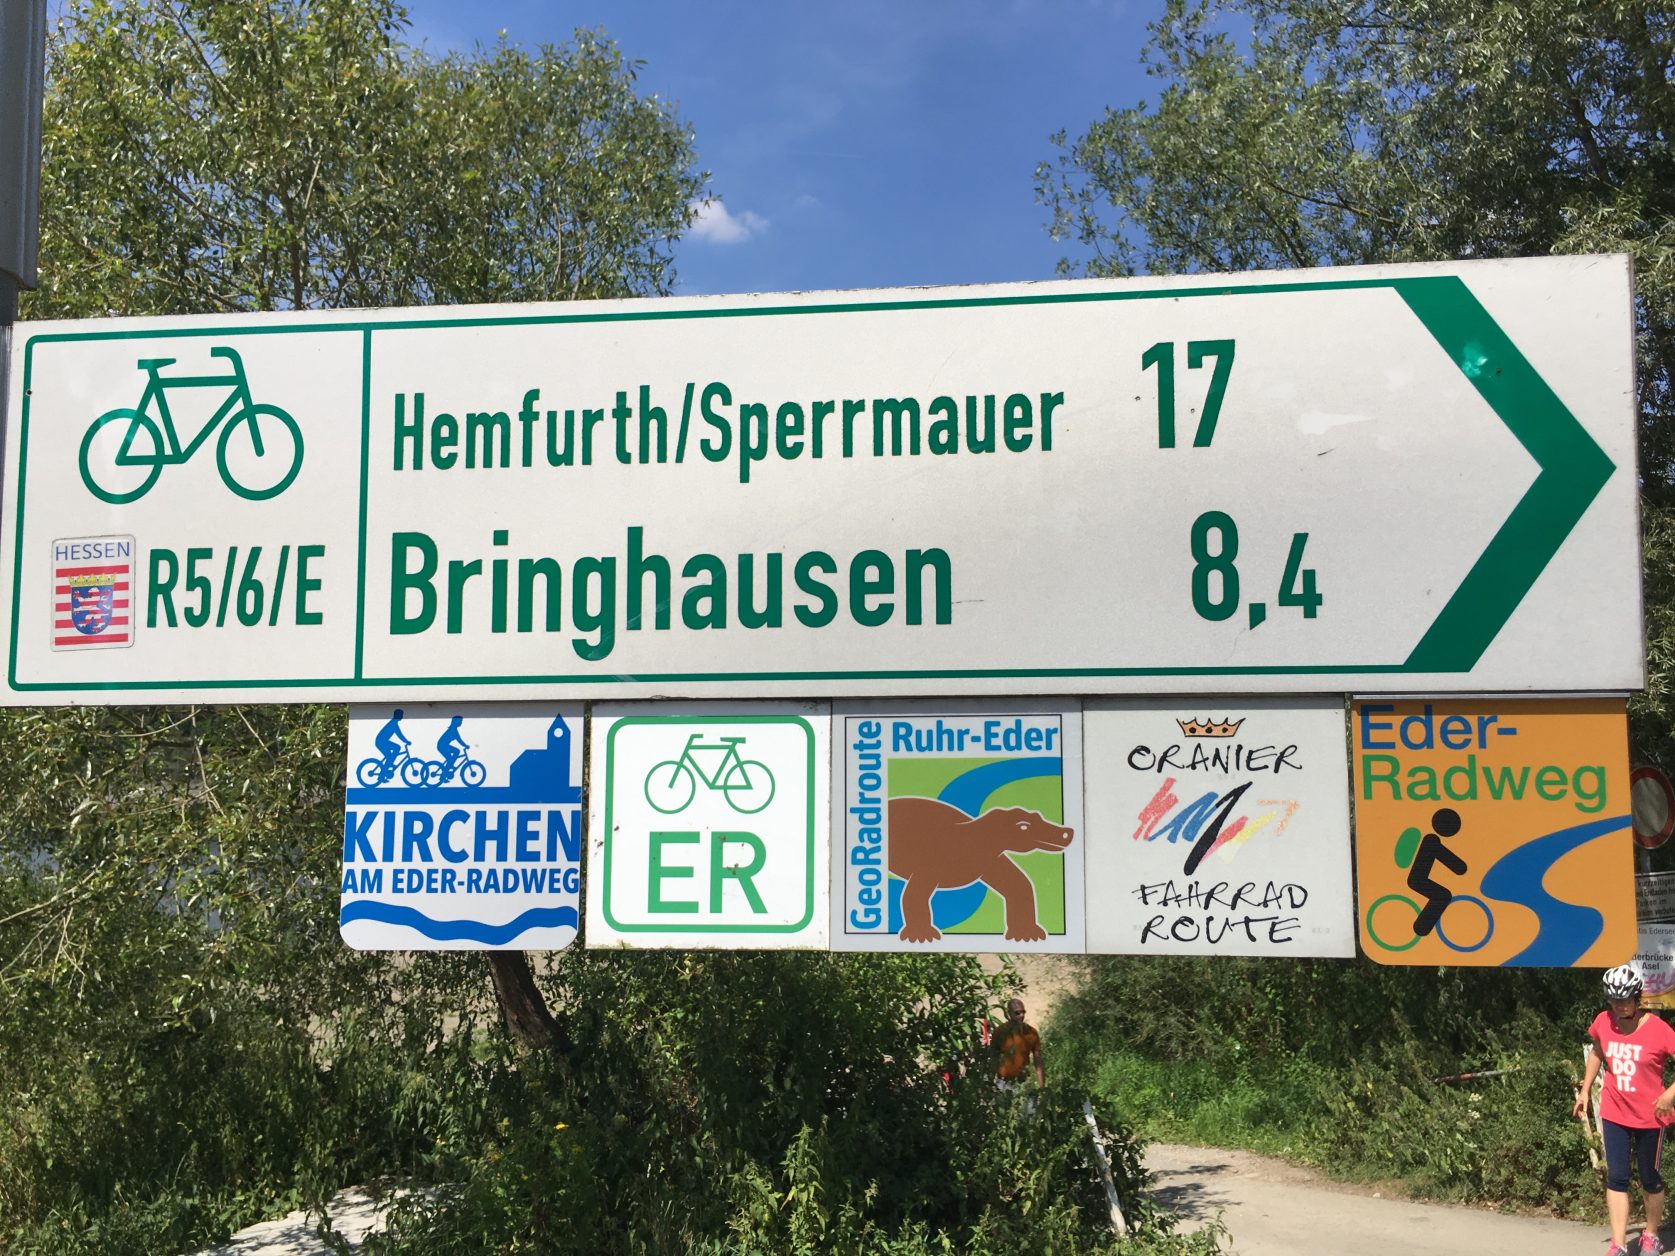 Hemfurth/Sperrmauer 17
HESSEN
R5/6/E
Bringhausen 8,4
KIRCHEN
AM EDER-RADWEG
ER
GeoRadroute
Ruhr-Eder
ORANIER
FAHRRAD
ROUTE
Eder-
Radweg
Asel
JUST
DO
IT.